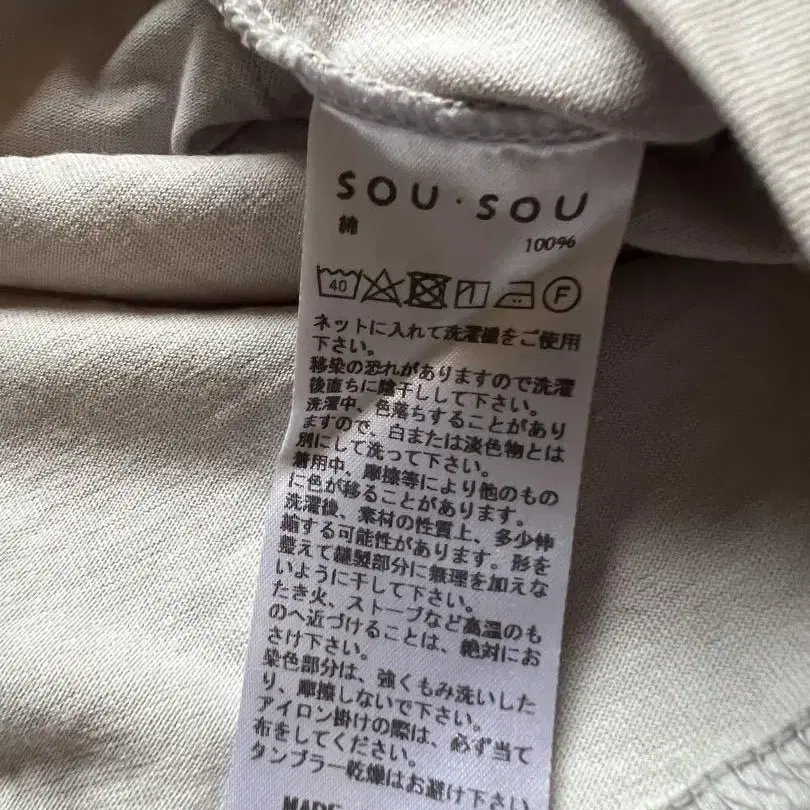 SOU・SOU
綿 100%
40 F
ネットに入れて洗濯機をご使用
下さい。
移染の恐れがありますので洗濯
後直ちに陰干しして下さい。
洗濯中、色落ちすることがあり
ますので、白または淡色物とは
別にして洗って下さい。
着用中、摩擦等により他のもの
に色が移ることがあります。
洗濯後、素材の性質上、多少伸
縮する可能性があります。形を
整えて縫製部分に無理を加えな
いように干して下さい。
たき火、ストーブなど高温のも
のへ近づけることは、絶対にお
さけ下さい。
染色部分は、強くもみ洗いした
り、摩擦しないで下さい。
アイロン掛けの際は、必ず当て
布をしてください。
タンブラー乾燥はお避け下さい
MADE